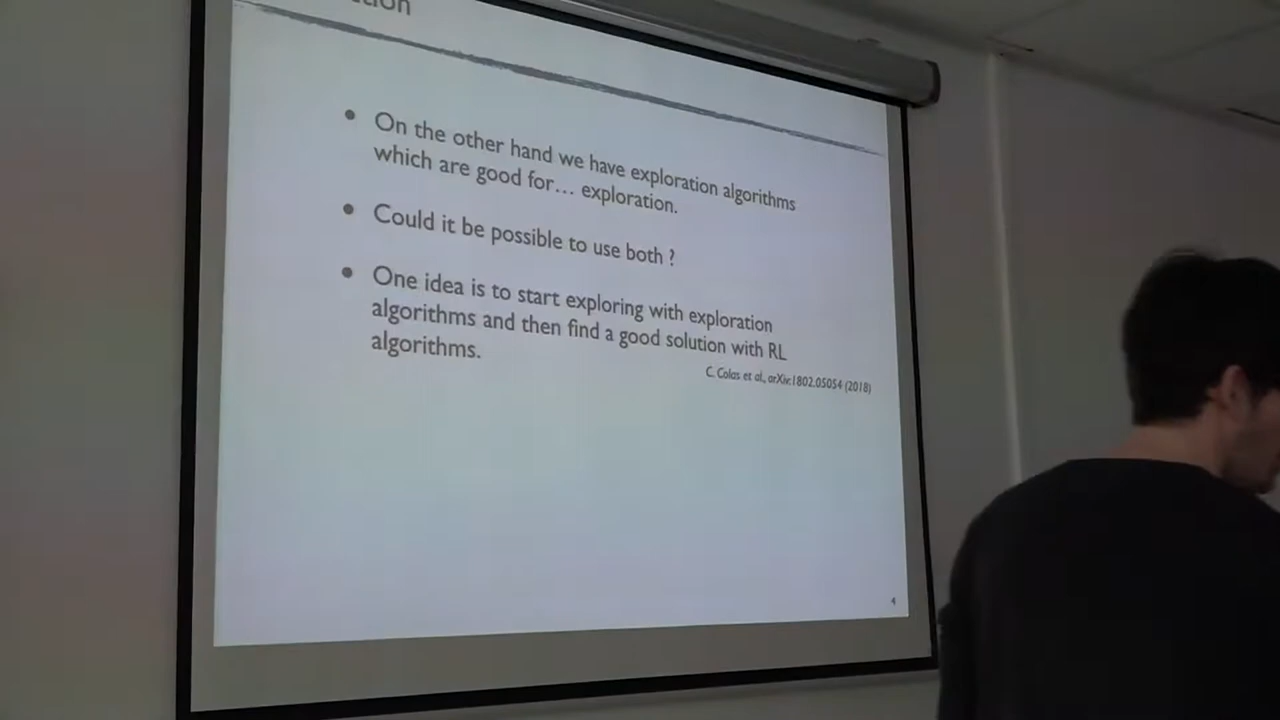 • On the other hand we have exploration algorithms
which are good for... exploration.
• Could it be possible to use both ?
• One idea is to start exploring with exploration
algorithms and then find a good solution with RL
algorithms.
C. Colas et al., arXiv:1802.05054 (2018)
4